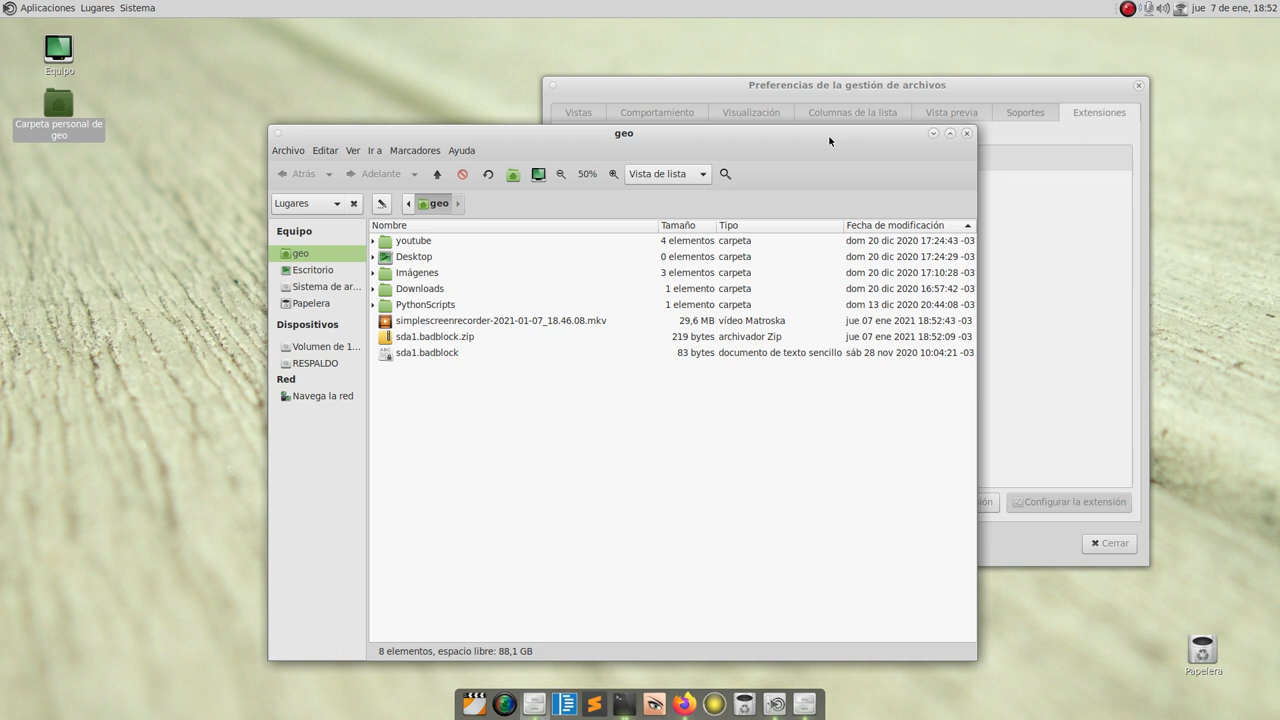 Aplicaciones Lugares Sistema
jue 7 de ene, 18:52
Equipo
Carpeta personal de
geo
Preferencias de la gestión de archivos
Vistas Comportamiento Visualización Columnas de la lista Vista previa Soportes Extensiones
geo
Archivo Editar Ver Ir a Marcadores Ayuda
Atrás Adelante 50% Vista de lista
Lugares geo
Nombre Tamaño Tipo Fecha de modificación
Equipo
geo
Escritorio
Sistema de ar...
Papelera
Dispositivos
Volumen de 1...
RESPALDO
Red
Navega la red
youtube 4 elementos carpeta dom 20 dic 2020 17:24:43 -03
Desktop 0 elementos carpeta dom 20 dic 2020 17:24:29 -03
Imágenes 3 elementos carpeta dom 20 dic 2020 17:10:28 -03
Downloads 1 elemento carpeta dom 20 dic 2020 16:57:42 -03
PythonScripts 1 elemento carpeta dom 13 dic 2020 20:44:08 -03
simplescreenrecorder-2021-01-07_18.46.08.mkv 29,6 MB vídeo Matroska jue 07 ene 2021 18:52:43 -03
sda1.badblock.zip 219 bytes archivador Zip jue 07 ene 2021 18:52:09 -03
sda1.badblock 83 bytes documento de texto sencillo sáb 28 nov 2020 10:04:21 -03
ión Configurar la extensión
Cerrar
8 elementos, espacio libre: 88,1 GB
Papelera